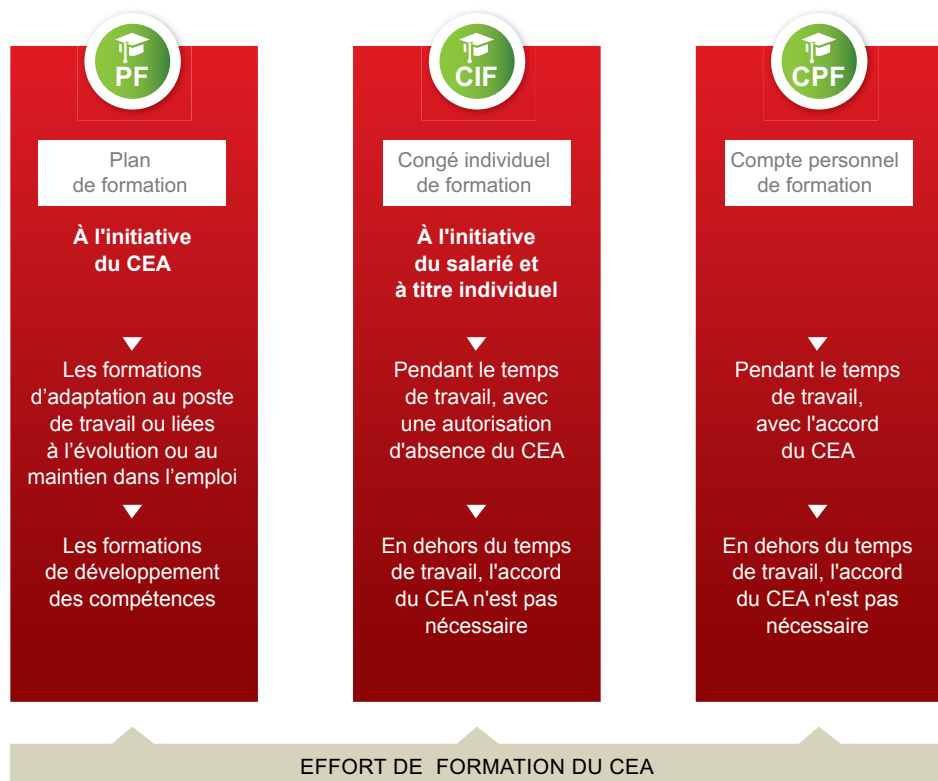 PF
Plan
de formation
À l'initiative
du CEA
Les formations
d’adaptation au poste
de travail ou liées
à l’évolution ou au
maintien dans l’emploi
Les formations
de développement
des compétences
CIF
Congé individuel
de formation
À l'initiative
du salarié et
à titre individuel
Pendant le temps
de travail, avec
une autorisation
d'absence du CEA
En dehors du temps
de travail, l'accord
du CEA n'est pas
nécessaire
CPF
Compte personnel
de formation
Pendant le temps
de travail,
avec l'accord
du CEA
En dehors du temps
de travail, l'accord
du CEA n'est pas
nécessaire
EFFORT DE FORMATION DU CEA